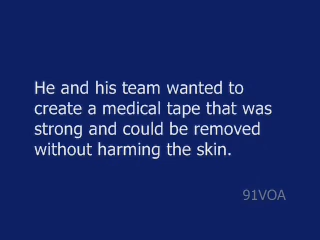 He and his team wanted to
create a medical tape that was
strong and could be removed
without harming the skin.
91VOA